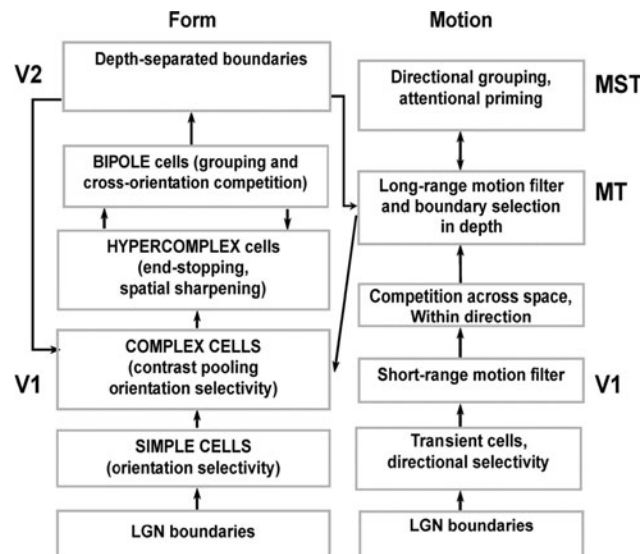 Form
V2
Depth-separated boundaries
BIPOLE cells (grouping and
cross-orientation competition)
HYPERCOMPLEX cells
(end-stopping,
spatial sharpening)
V1
COMPLEX CELLS
(contrast pooling
orientation selectivity)
SIMPLE CELLS
(orientation selectivity)
LGN boundaries
Motion
Directional grouping,
attentional priming
MST
Long-range motion filter
and boundary selection
in depth
MT
Competition across space,
Within direction
Short-range motion filter
V1
Transient cells,
directional selectivity
LGN boundaries